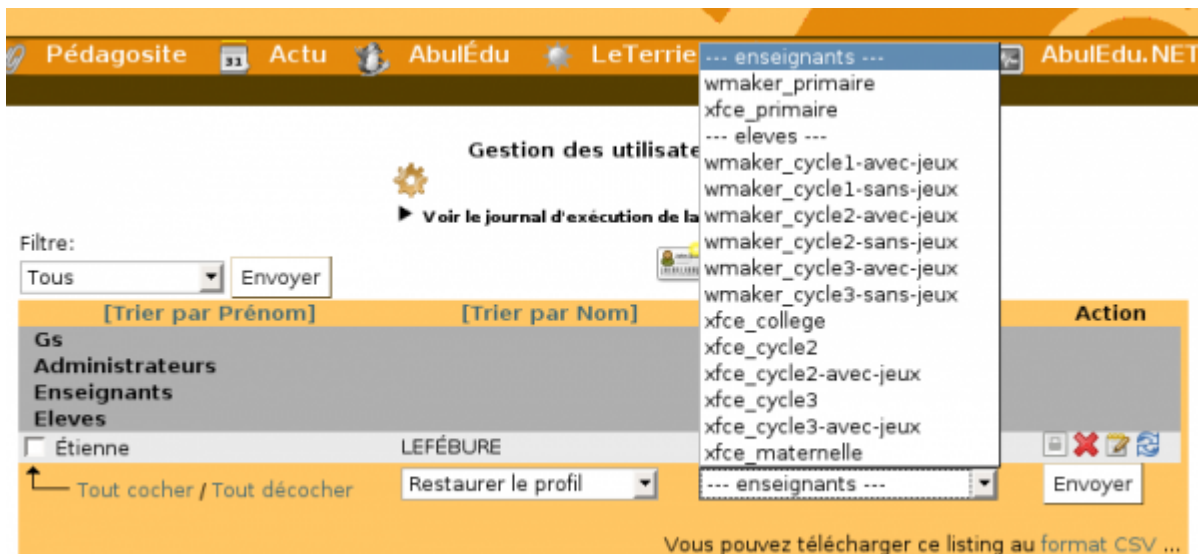 Pédagosite 31 Actu AbulÉdu LeTerrie AbulEdu.NET
--- enseignants ---
wmaker_primaire
xfce_primaire
--- eleves ---
Gestion des utilisate
wmaker_cycle1-avec-jeux
wmaker_cycle1-sans-jeux
Voir le journal d'exécution de la
wmaker_cycle2-avec-jeux
wmaker_cycle2-sans-jeux
wmaker_cycle3-avec-jeux
wmaker_cycle3-sans-jeux
xfce_college
xfce_cycle2
xfce_cycle2-avec-jeux
xfce_cycle3
xfce_cycle3-avec-jeux
xfce_maternelle
Filtre:
Tous Envoyer
[Trier par Prénom] [Trier par Nom] Action
Gs
Administrateurs
Enseignants
Eleves
Étienne LEFÉBURE
Tout cocher / Tout décocher Restaurer le profil --- enseignants --- Envoyer
Vous pouvez télécharger ce listing au format CSV ...